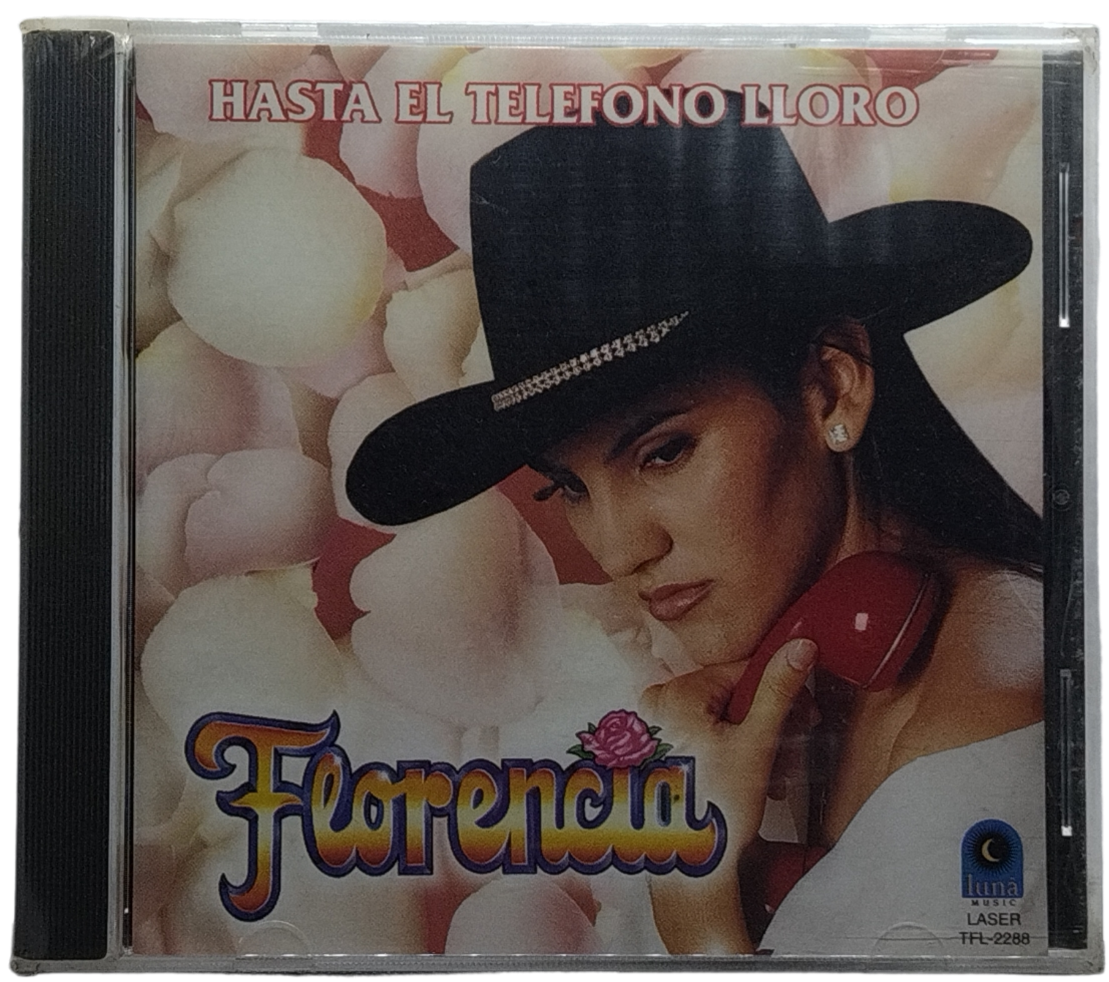 HASTA EL TELEFONO LLORO
Florencia
luna
MUSIC
LASER
TFL-2288